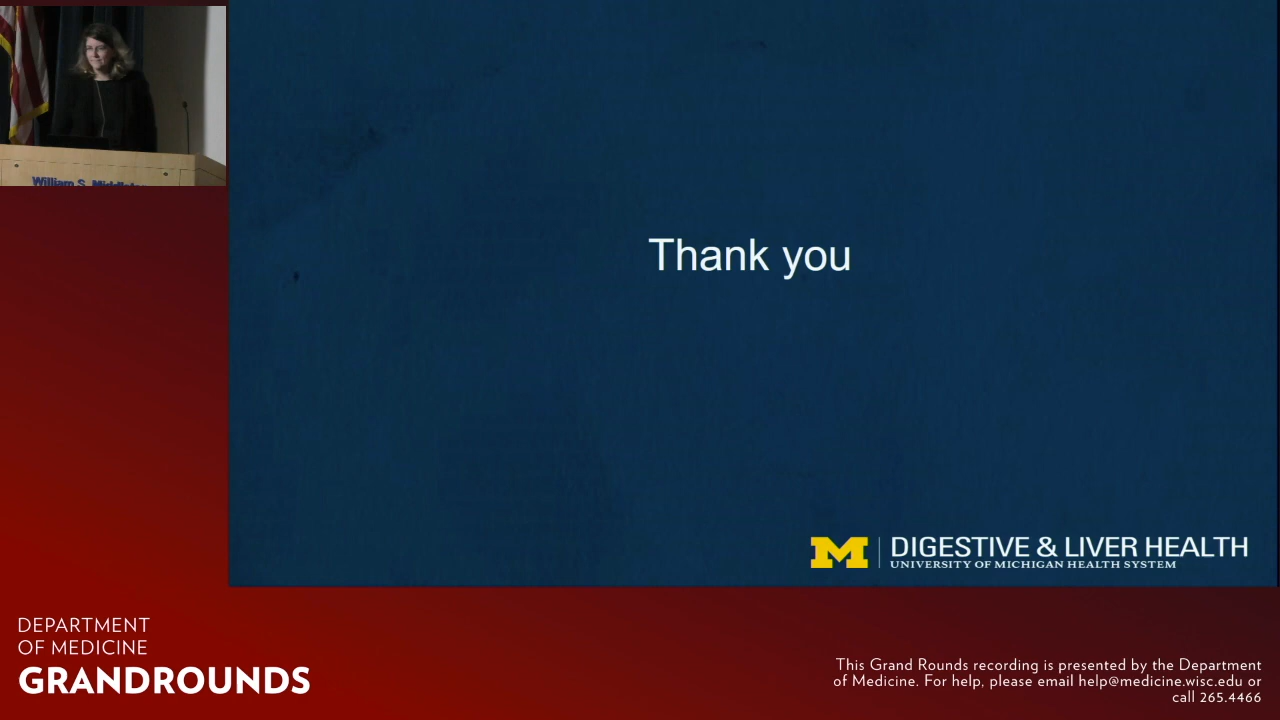 William S.
Thank you
M
DIGESTIVE & LIVER HEALTH
UNIVERSITY OF MICHIGAN HEALTH SYSTEM
DEPARTMENT
OF MEDICINE
GRANDROUNDS
This Grand Rounds recording is presented by the Department
of Medicine. For help, please email help@medicine.wisc.edu or
call 265.4466